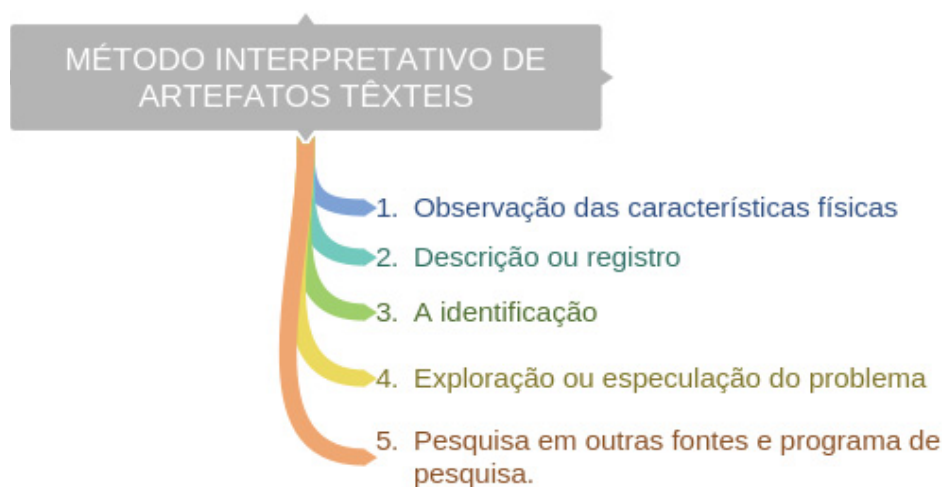 MÉTODO INTERPRETATIVO DE
ARTEFATOS TÊXTEIS
1. Observação das características físicas
2. Descrição ou registro
3. A identificação
4. Exploração ou especulação do problema
5. Pesquisa em outras fontes e programa de
pesquisa.